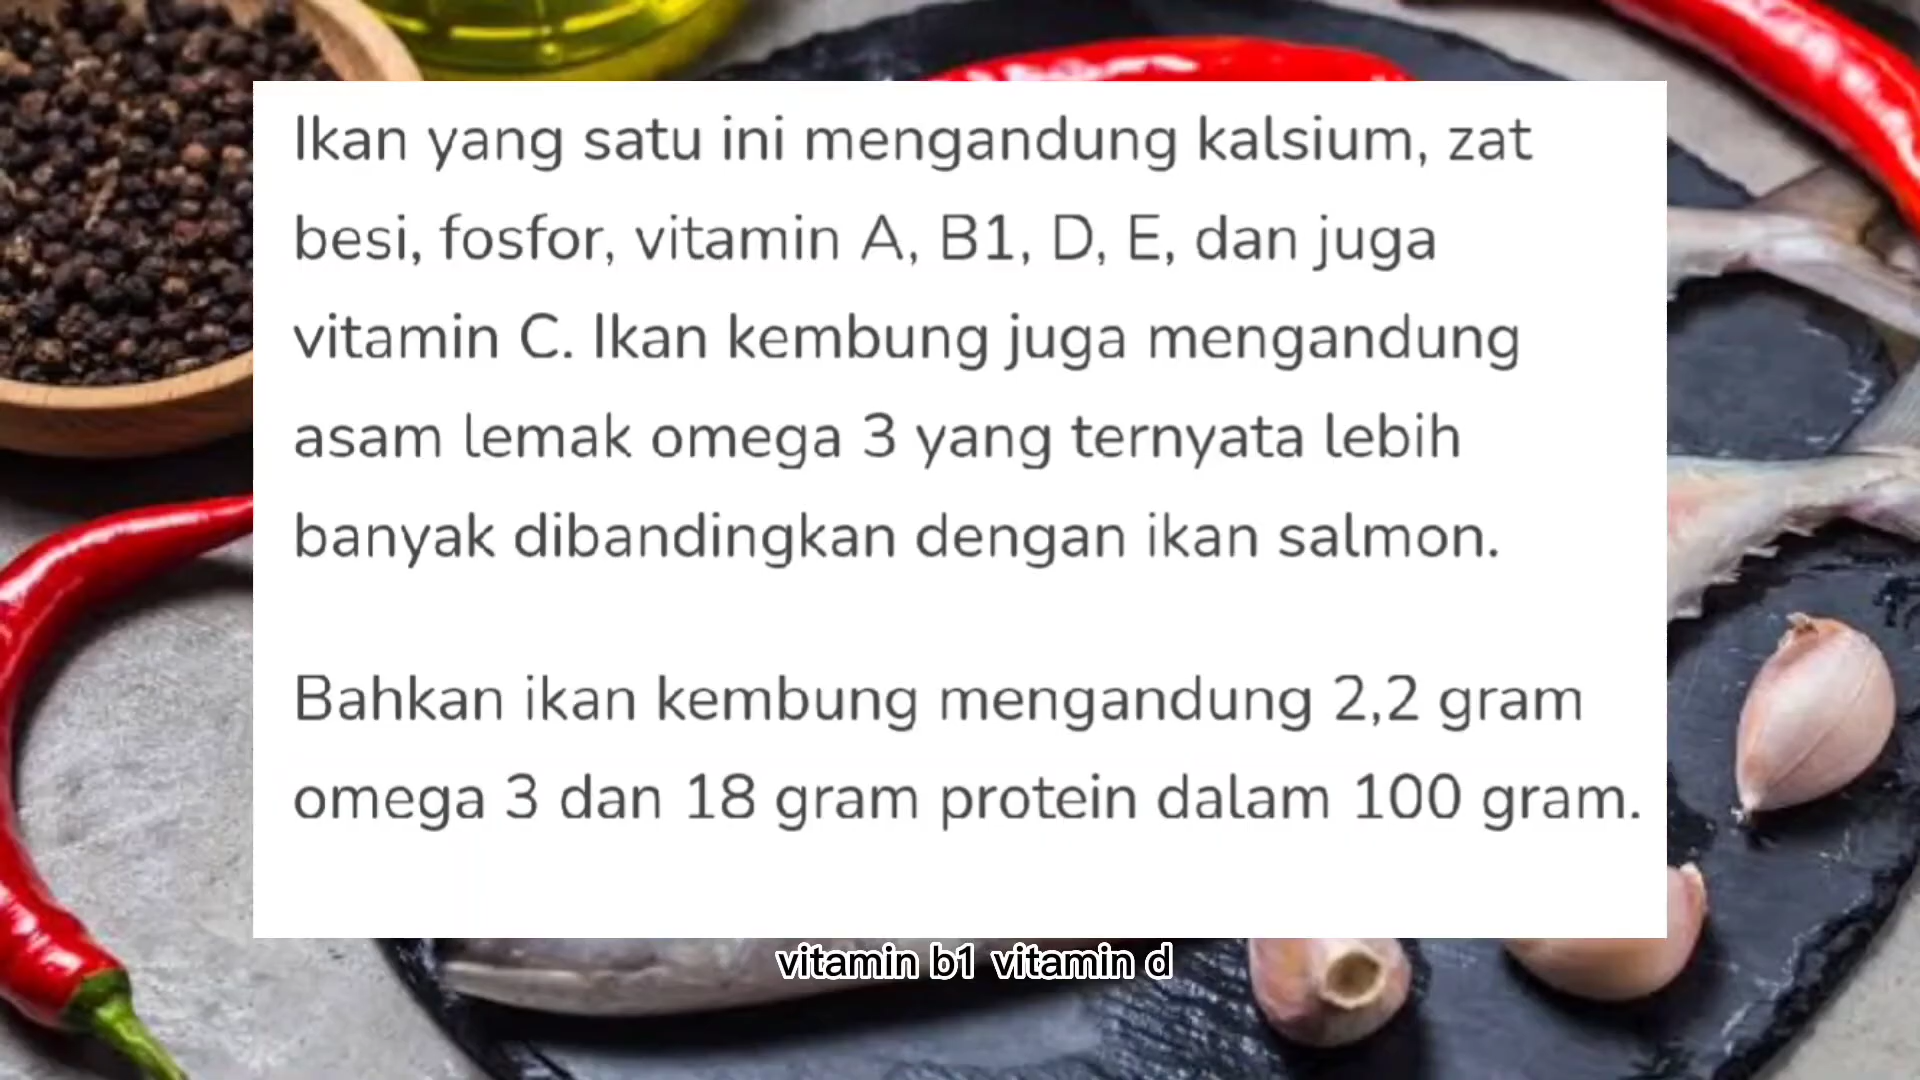 Ikan yang satu ini mengandung kalsium, zat
besi, fosfor, vitamin A, B1, D, E, dan juga
vitamin C. Ikan kembung juga mengandung
asam lemak omega 3 yang ternyata lebih
banyak dibandingkan dengan ikan salmon.
Bahkan ikan kembung mengandung 2,2 gram
omega 3 dan 18 gram protein dalam 100 gram.
vitamin b1 vitamin d